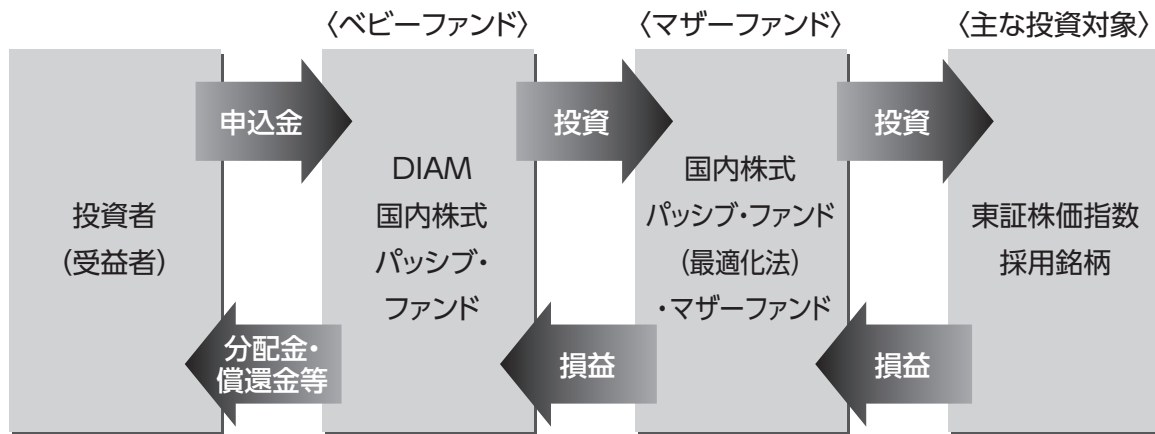 〈ベビーファンド〉
〈マザーファンド〉
〈主な投資対象〉
申込金
投資
投資
投資者
(受益者)
DIAM
国内株式
パッシブ・
ファンド
国内株式
パッシブ・ファンド
(最適化法)
・マザーファンド
東証株価指数
採用銘柄
分配金・
償還金等
損益
損益